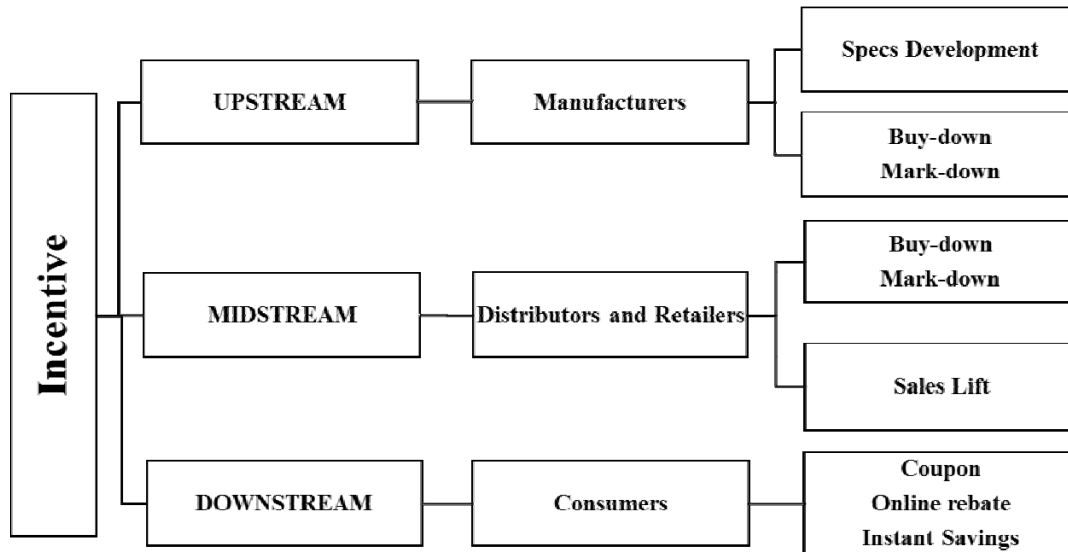 Incentive
UPSTREAM
Manufacturers
Specs Development
Buy-down
Mark-down
MIDSTREAM
Distributors and Retailers
Buy-down
Mark-down
Sales Lift
DOWNSTREAM
Consumers
Coupon
Online rebate
Instant Savings